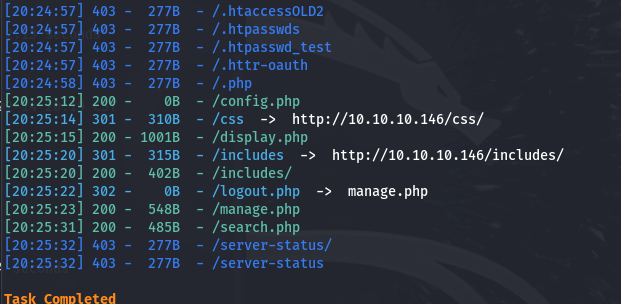 [20:24:57] 403 - 277B - /.htaccessOLD2
[20:24:57] 403 - 277B - /.htpasswds
[20:24:57] 403 - 277B - /.htpasswd_test
[20:24:57] 403 - 277B - /.httr-oauth
[20:24:58] 403 - 277B - /.php
[20:25:12] 200 - 0B - /config.php
[20:25:14] 301 - 310B - /css -> http://10.10.10.146/css/
[20:25:15] 200 - 1001B - /display.php
[20:25:20] 301 - 315B - /includes -> http://10.10.10.146/includes/
[20:25:20] 200 - 402B - /includes/
[20:25:22] 302 - 0B - /logout.php -> manage.php
[20:25:23] 200 - 548B - /manage.php
[20:25:31] 200 - 485B - /search.php
[20:25:32] 403 - 277B - /server-status/
[20:25:32] 403 - 277B - /server-status
Task Completed